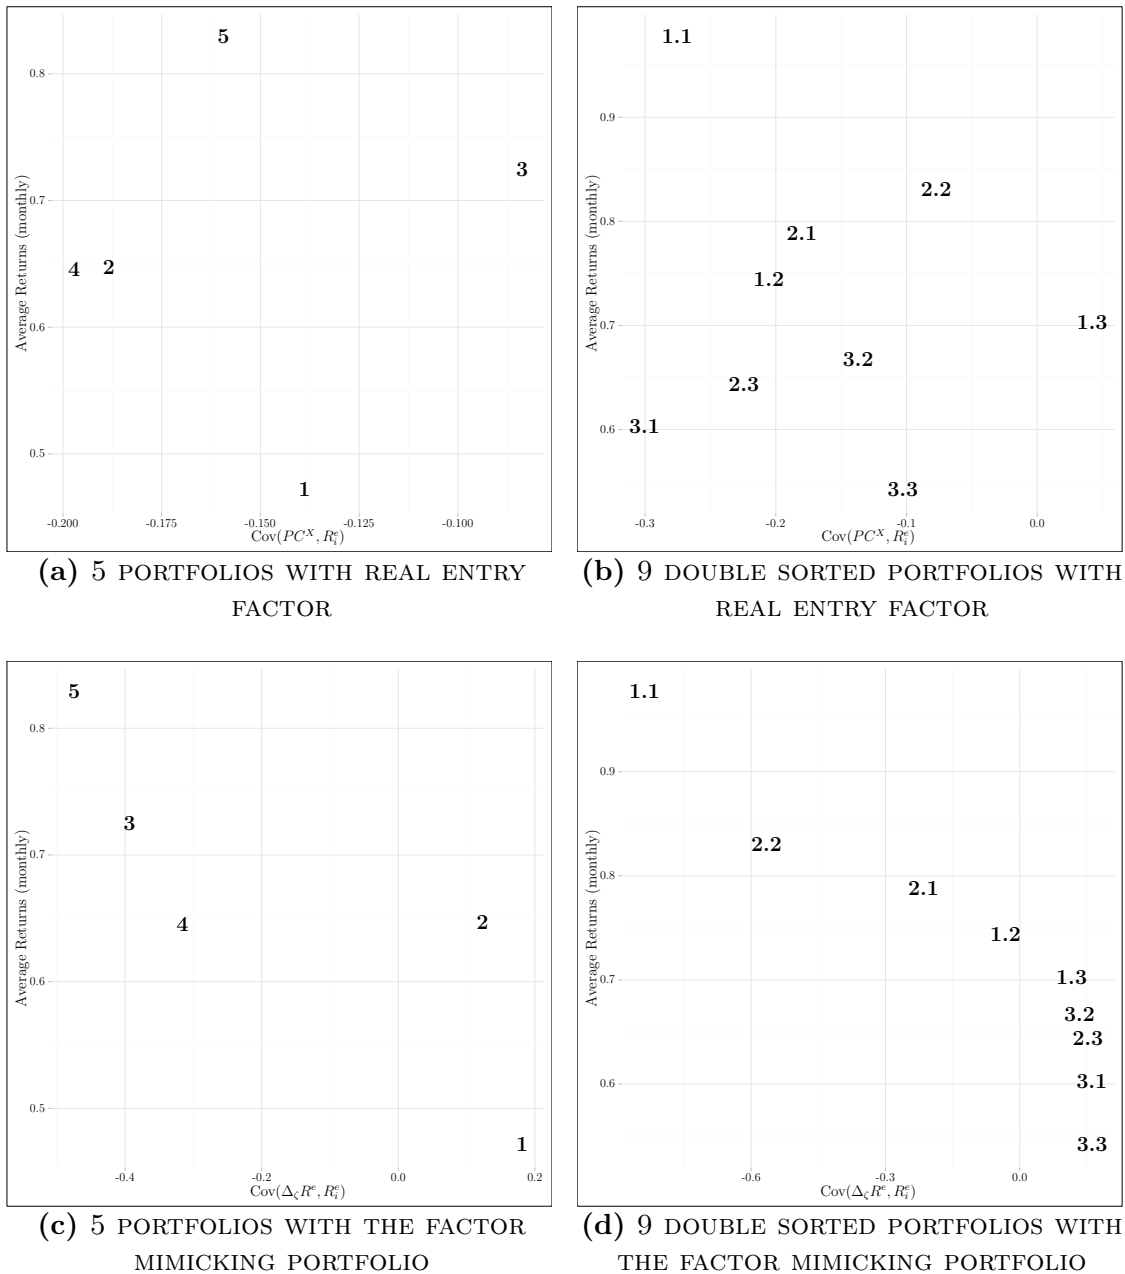 5
0.8
3
0.7
4 2
0.6
0.5
1
Average Returns (monthly)
-0.200 -0.175 -0.150 -0.125 -0.100
Cov(PC^X, R_i^e)
(a) 5 PORTFOLIOS WITH REAL ENTRY
FACTOR
1.1
0.9
2.2
0.8
2.1
1.2
0.7
1.3
3.2
2.3
0.6
3.1
3.3
Average Returns (monthly)
-0.3 -0.2 -0.1 0.0
Cov(PC^X, R_i^e)
(b) 9 DOUBLE SORTED PORTFOLIOS WITH
REAL ENTRY FACTOR
5
0.8
3
0.7
4 2
0.6
0.5
1
Average Returns (monthly)
-0.4 -0.2 0.0 0.2
Cov(Δ_ζ R^e, R_i^e)
(c) 5 PORTFOLIOS WITH THE FACTOR
MIMICKING PORTFOLIO
1.1
0.9
2.2
0.8
2.1
1.2
0.7
1.3
3.2
2.3
0.6
3.1
3.3
Average Returns (monthly)
-0.6 -0.3 0.0
Cov(Δ_ζ R^e, R_i^e)
(d) 9 DOUBLE SORTED PORTFOLIOS WITH
THE FACTOR MIMICKING PORTFOLIO